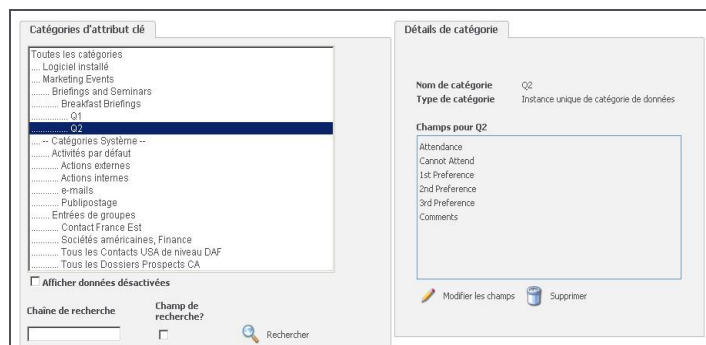 Catégories d'attribut clé
Toutes les catégories
.... Logiciel installé
.... Marketing Events
........ Briefings and Seminars
............ Breakfast Briefings
................ Q1
................ Q2
.... -- Catégories Système --
........ Activités par défaut
............ Actions externes
............ Actions internes
............ e-mails
............ Publipostage
........ Entrées de groupes
............ Contact France Est
............ Sociétés américaines, Finance
............ Tous les Contacts USA de niveau DAF
............ Tous les Dossiers Prospects CA
Afficher données désactivées
Chaîne de recherche
Champ de recherche?
Rechercher
Détails de catégorie
Nom de catégorie Q2
Type de catégorie Instance unique de catégorie de données
Champs pour Q2
Attendance
Cannot Attend
1st Preference
2nd Preference
3rd Preference
Comments
Modifier les champs
Supprimer